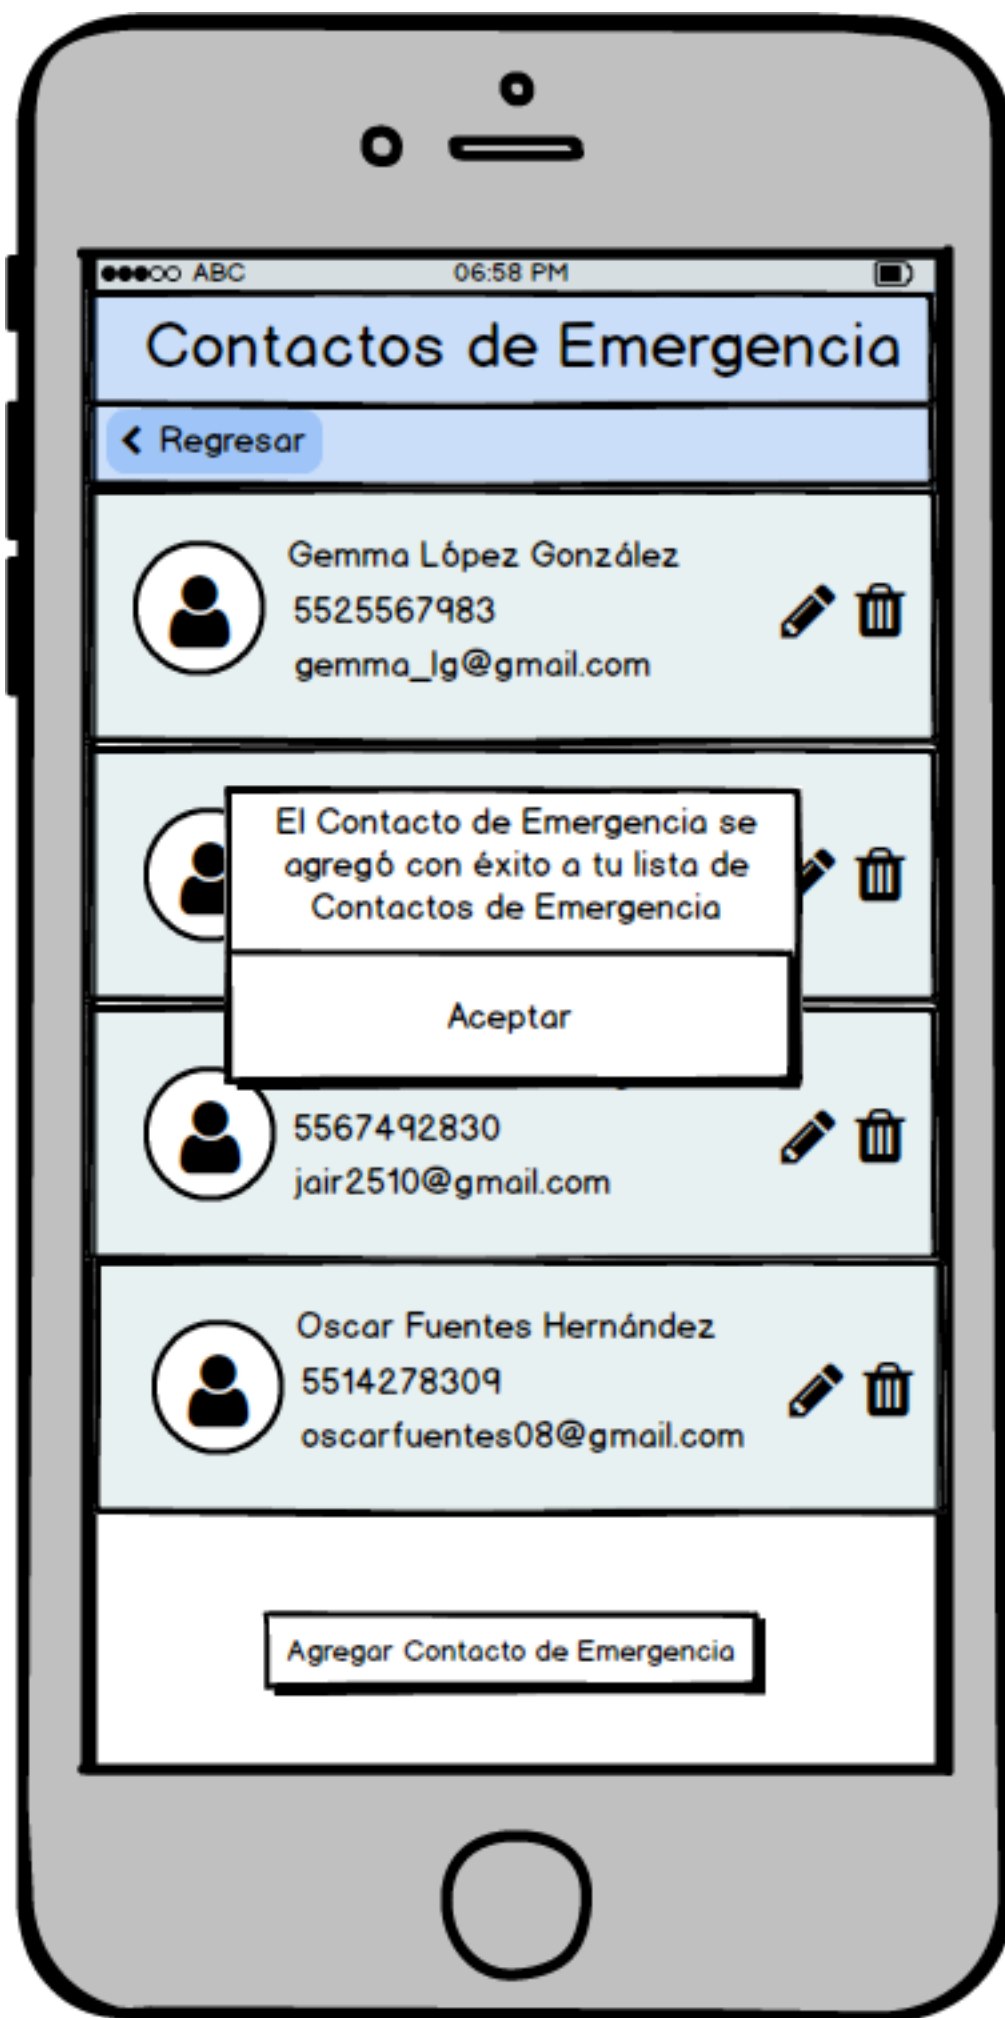 ABC 06:58 PM
Contactos de Emergencia
Regresar
Gemma López González
5525567983
gemma_lg@gmail.com
El Contacto de Emergencia se
agregó con éxito a tu lista de
Contactos de Emergencia
Aceptar
5567492830
jair2510@gmail.com
Oscar Fuentes Hernández
5514278309
oscarfuentes08@gmail.com
Agregar Contacto de Emergencia